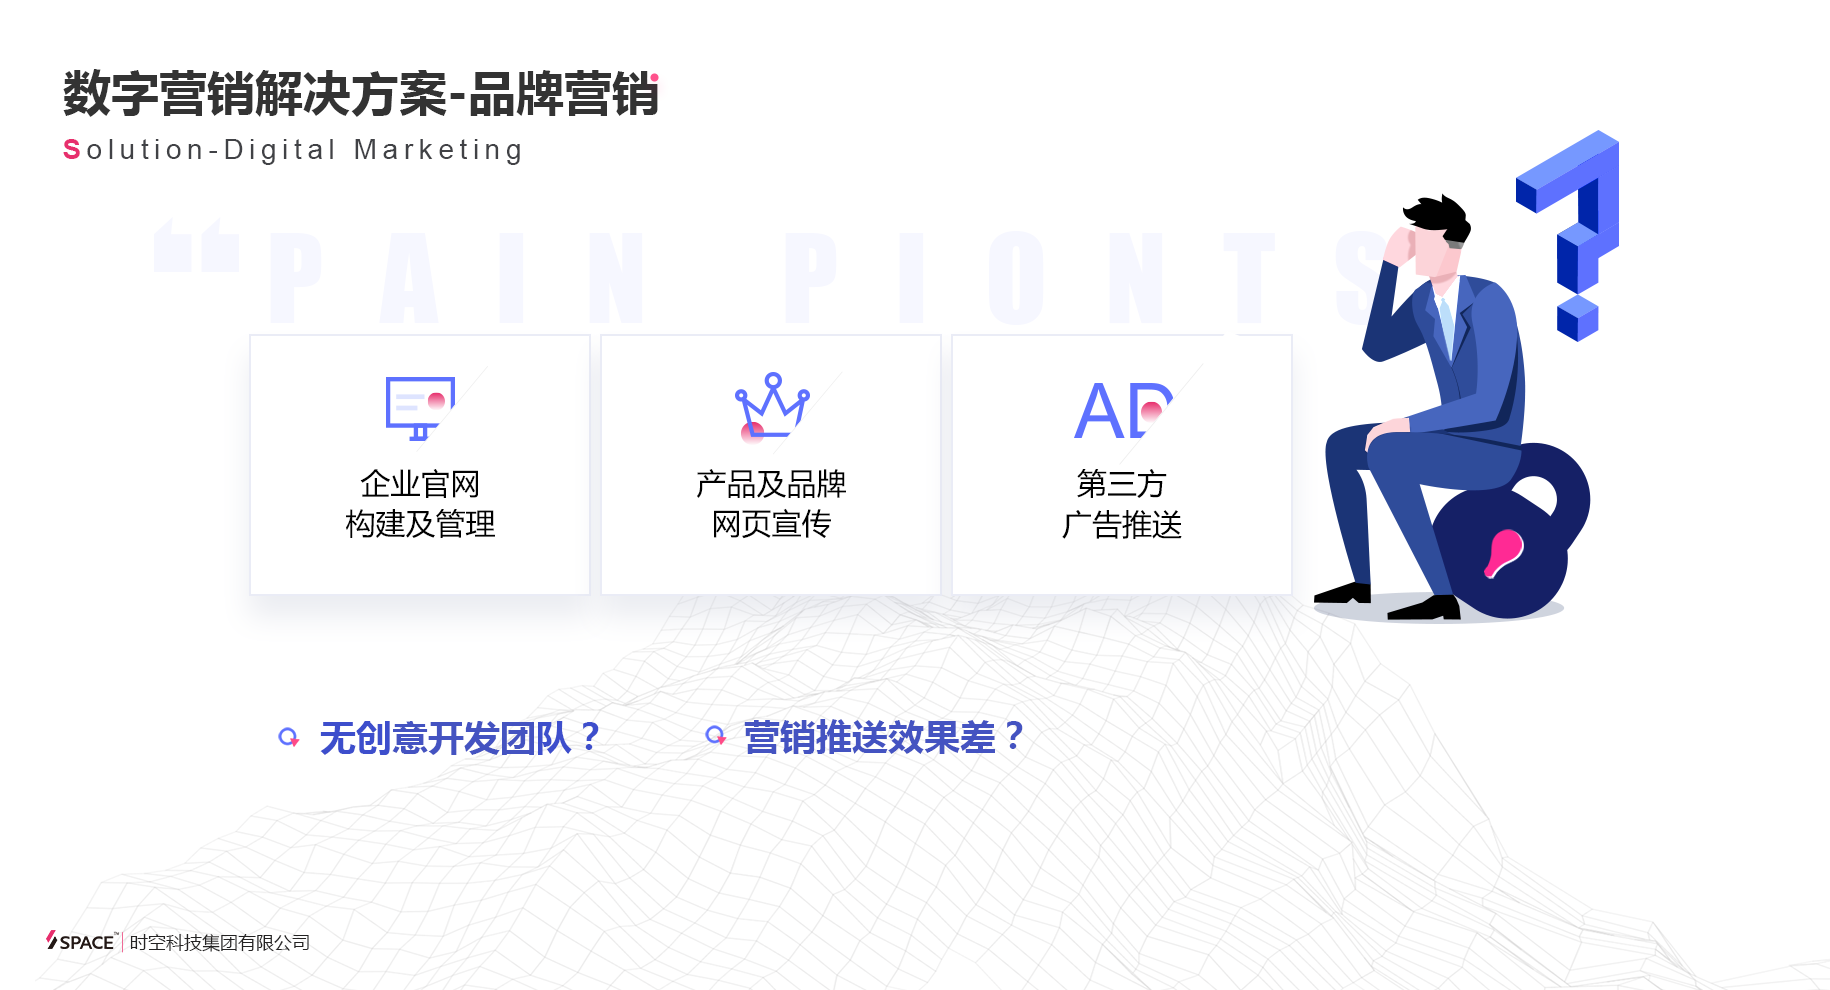 数字营销解决方案-品牌营销
Solution-Digital Marketing
PAIN PIONTS
企业官网
构建及管理
产品及品牌
网页宣传
AD
第三方
广告推送
无创意开发团队？
营销推送效果差？
SPACE™ 时空科技集团有限公司